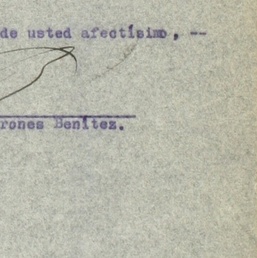 de usted afectísimo, --
rones Benítez.